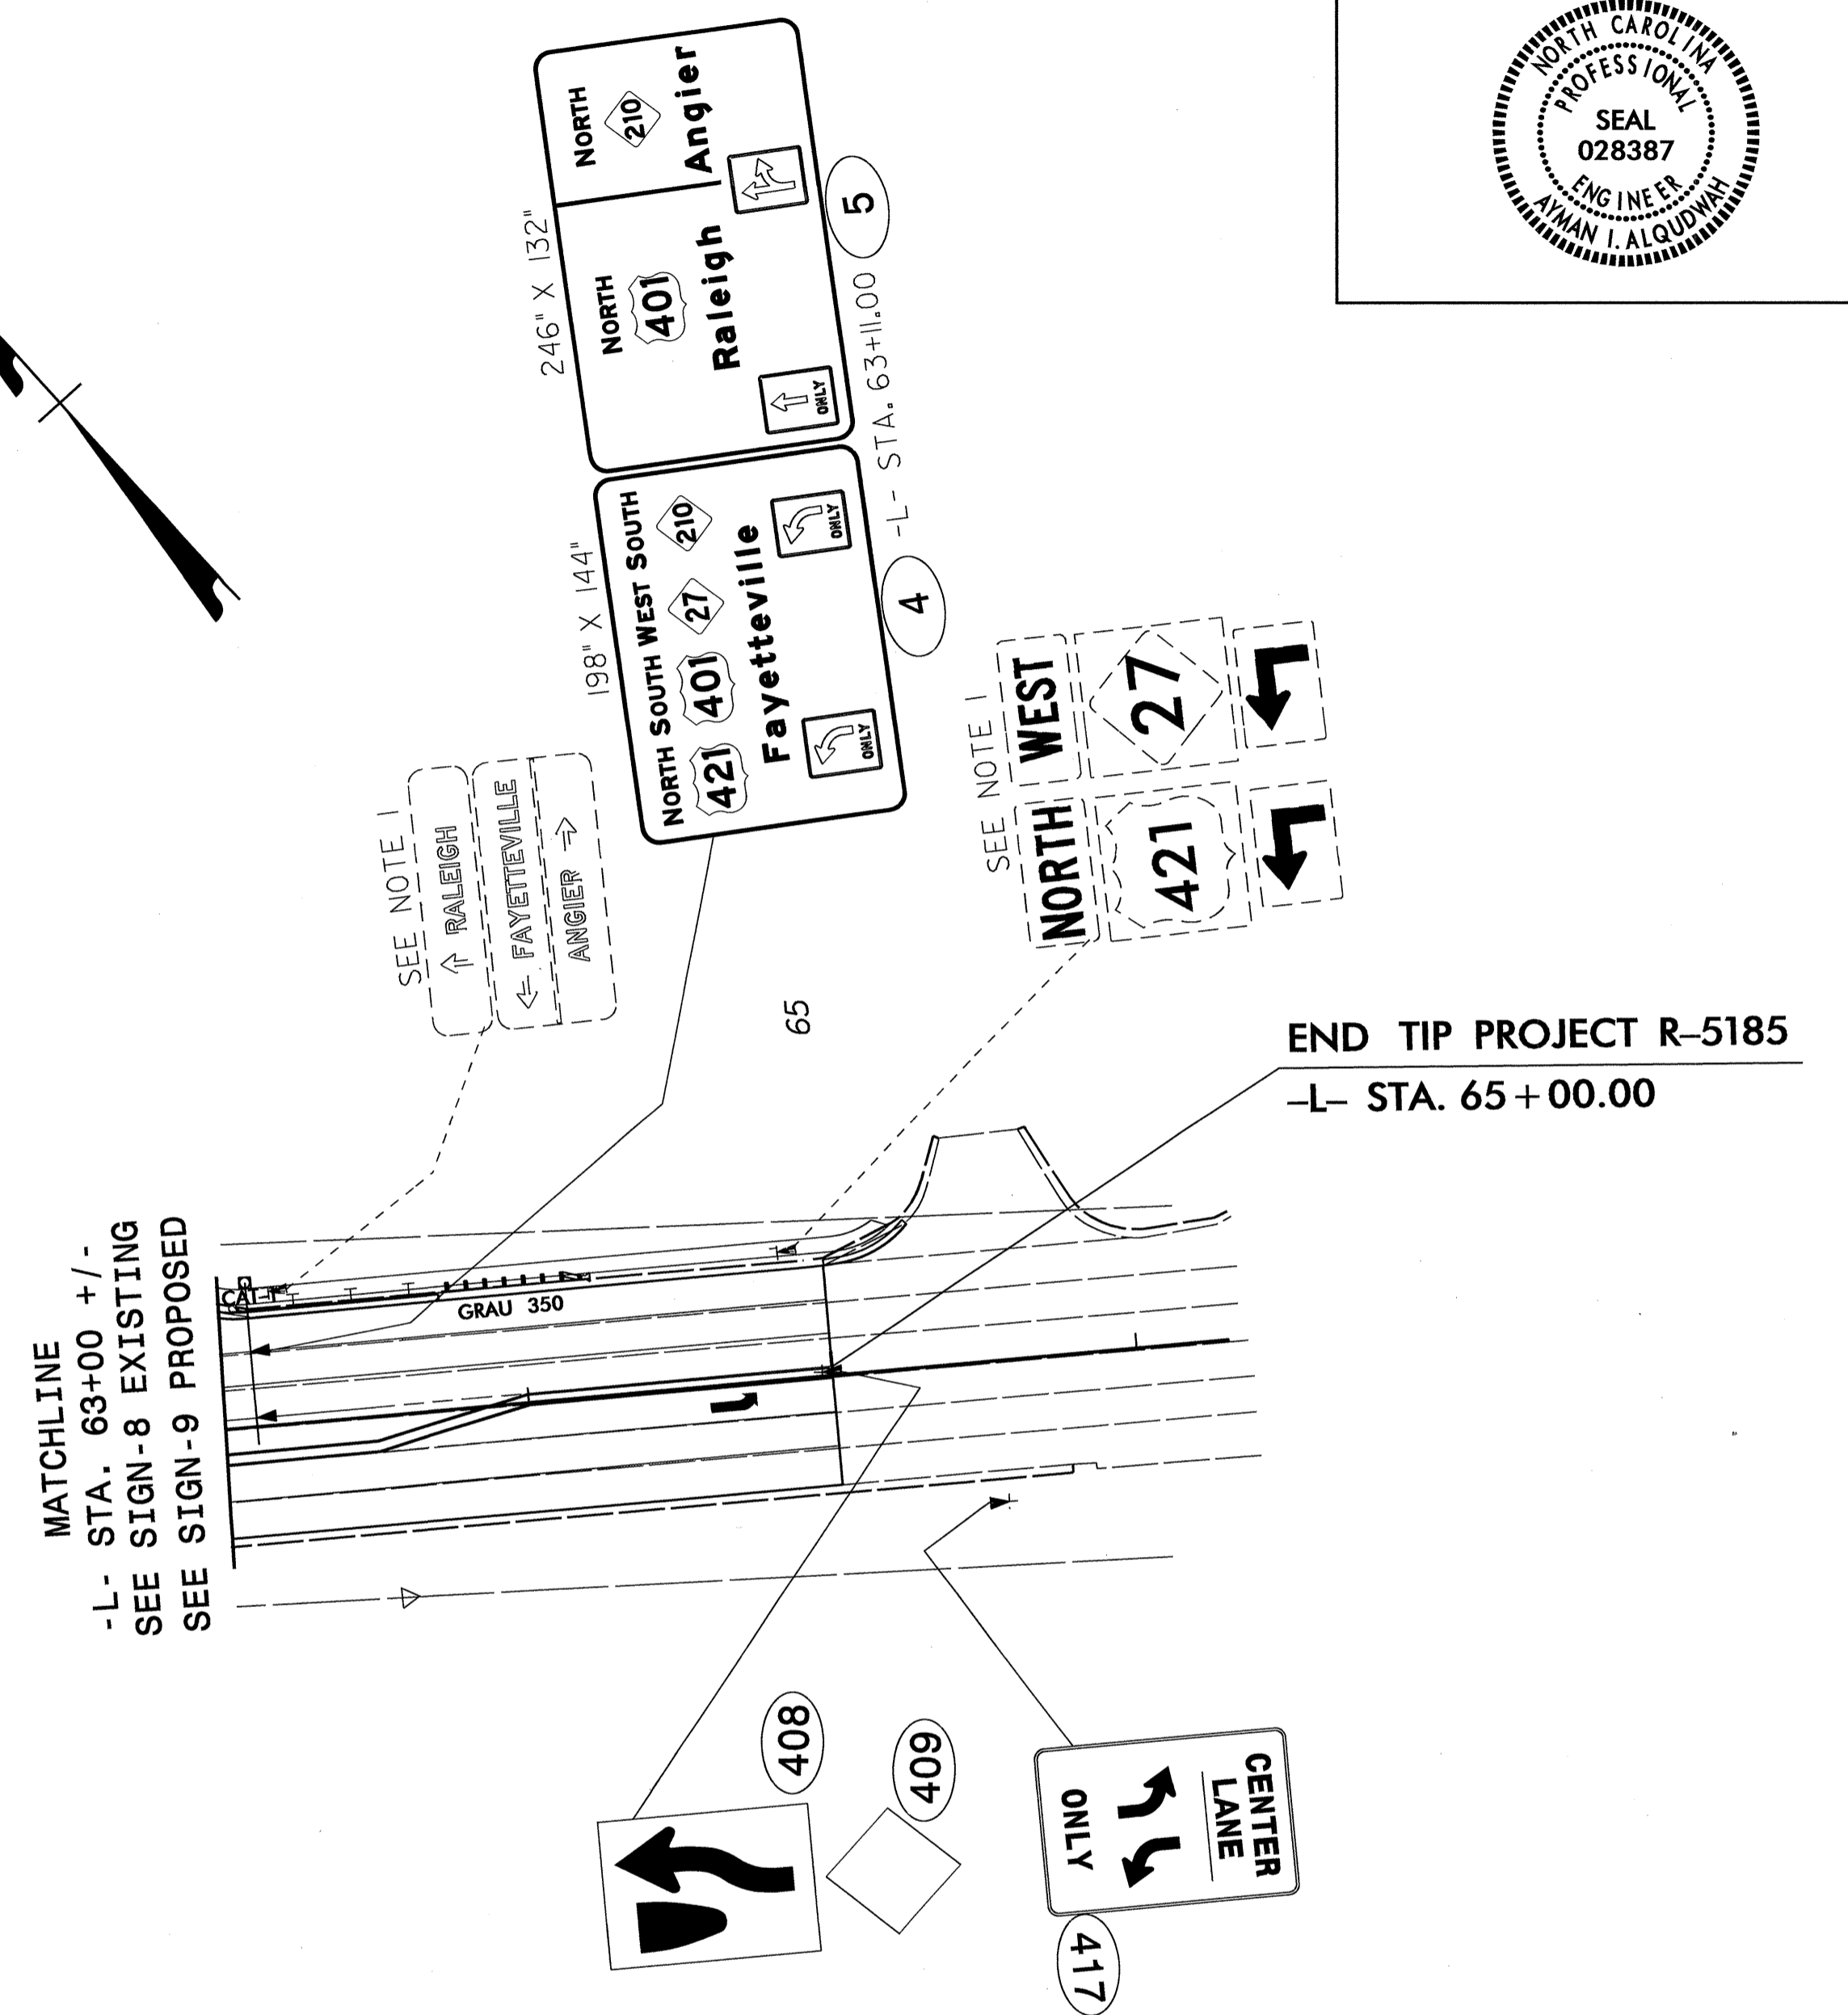 NORTH CAROLINA
PROFESSIONAL
SEAL
028387
ENGINEER
AYMAN I. ALQUDWAH
246" X 132"
NORTH
401
Raleigh
ONLY
NORTH
210
Angier
5
-L- STA. 63+11.00
198" X 144"
NORTH SOUTH WEST SOUTH
421 401 27 210
Fayetteville
ONLY
ONLY
4
SEE NOTE 1
↑ RALEIGH
← FAYETTEVILLE
ANGIER →
SEE NOTE 1
NORTH WEST
421 27
65
END TIP PROJECT R-5185
-L- STA. 65+00.00
MATCHLINE
-L- STA. 63+00 +/-
SEE SIGN-8 EXISTING
SEE SIGN-9 PROPOSED
CAT-1
GRAU 350
408
409
CENTER
LANE
ONLY
417